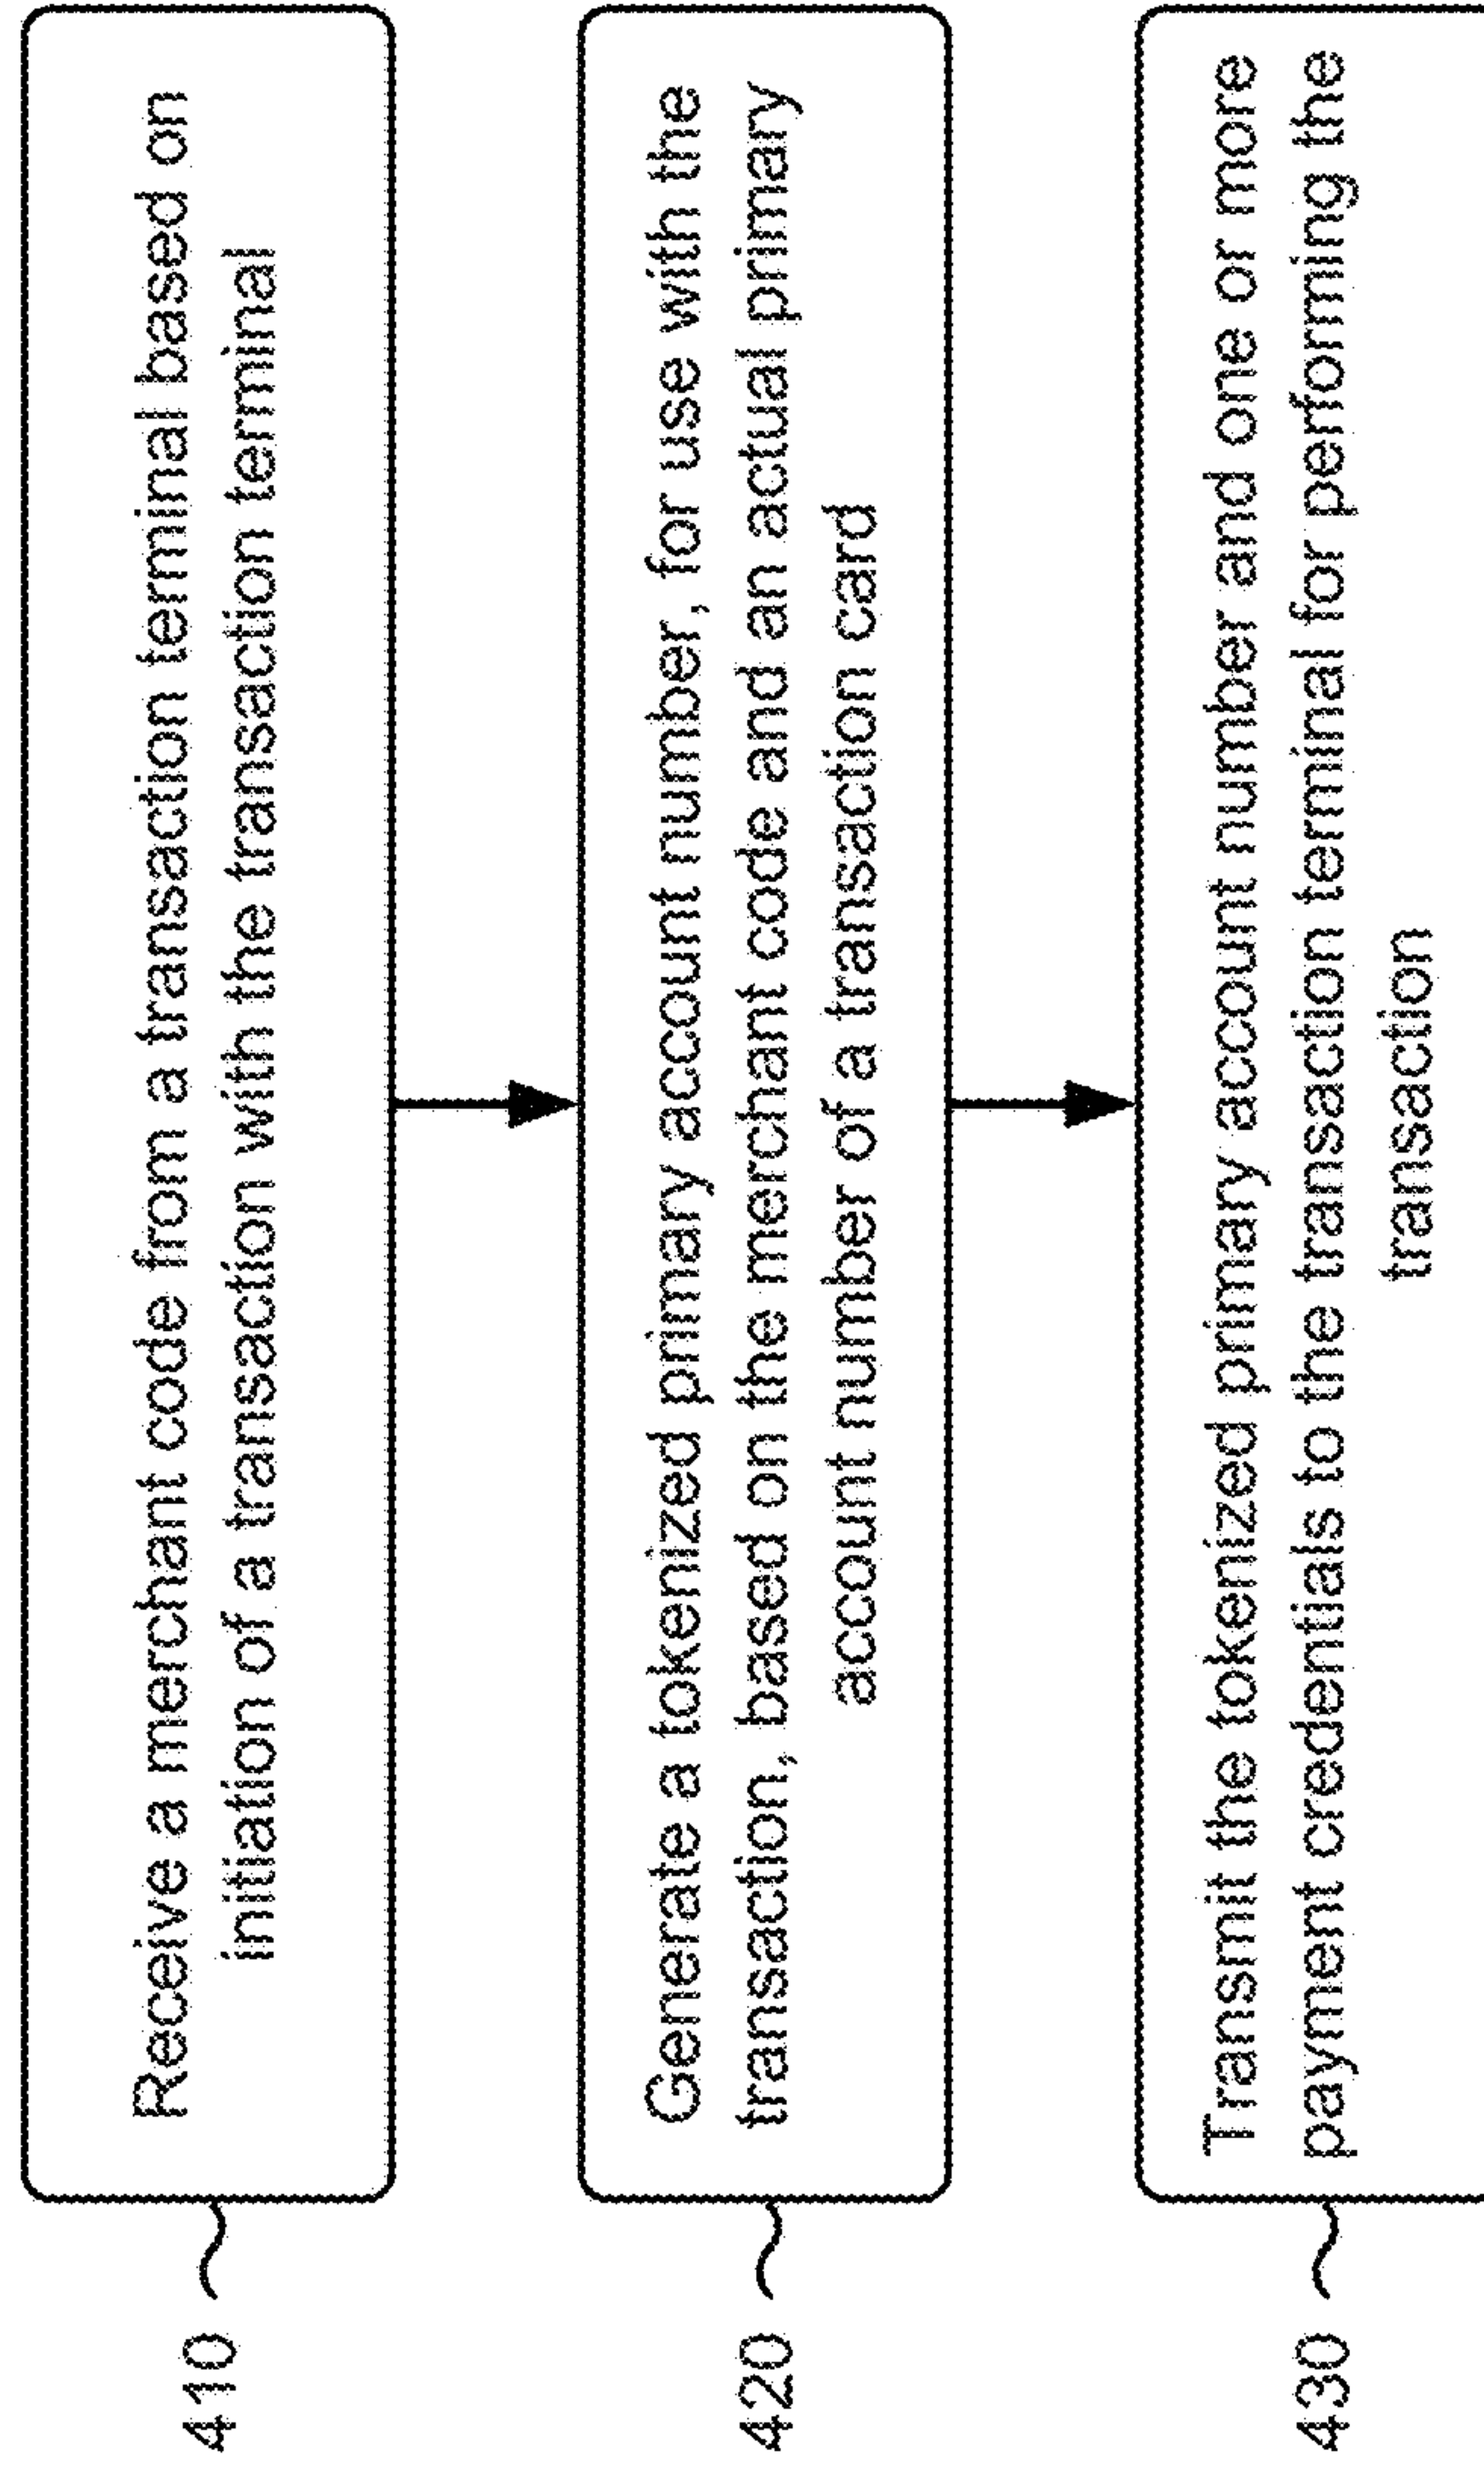 410
Receive a merchant code from a transaction terminal based on
initiation of a transaction with the transaction terminal
420
Generate a tokenized primary account number, for use with the
transaction, based on the merchant code and an actual primary
account number of a transaction card
430
Transmit the tokenized primary account number and one or more
payment credentials to the transaction terminal for performing the
transaction